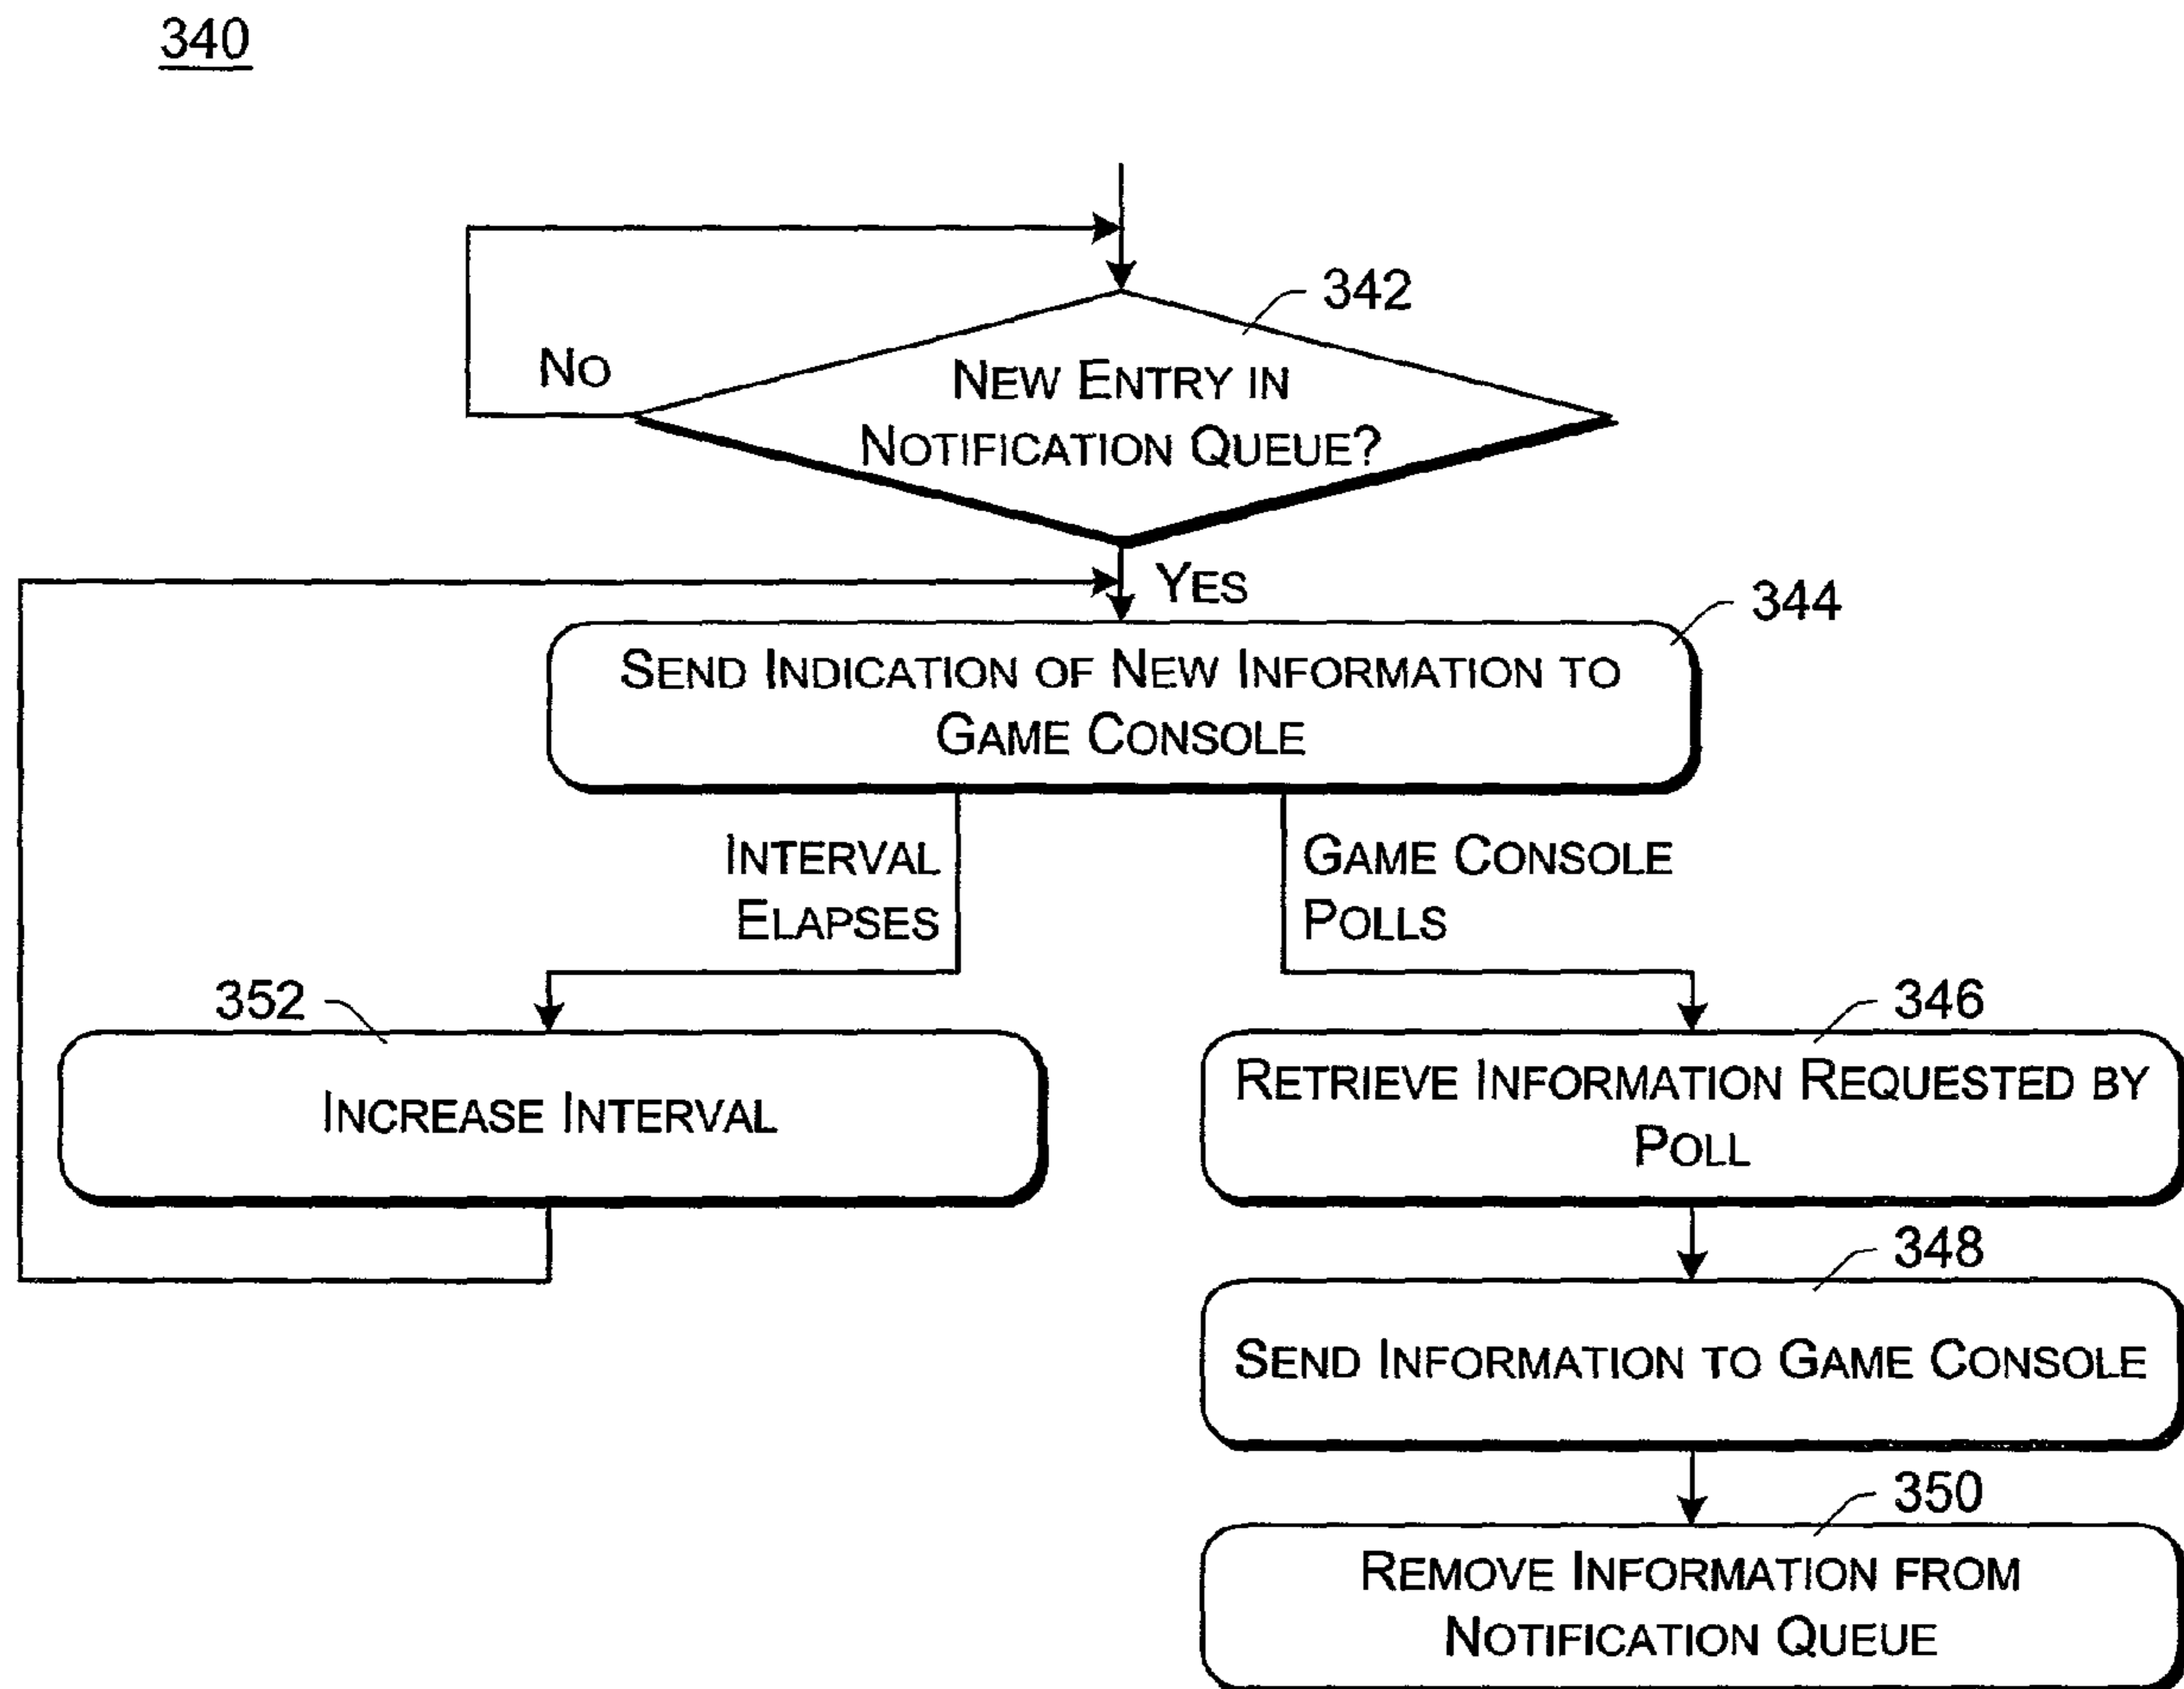 340
342
NO
NEW ENTRY IN
NOTIFICATION QUEUE?
YES
344
SEND INDICATION OF NEW INFORMATION TO
GAME CONSOLE
INTERVAL
ELAPSES
GAME CONSOLE
POLLS
352
INCREASE INTERVAL
346
RETRIEVE INFORMATION REQUESTED BY
POLL
348
SEND INFORMATION TO GAME CONSOLE
350
REMOVE INFORMATION FROM
NOTIFICATION QUEUE